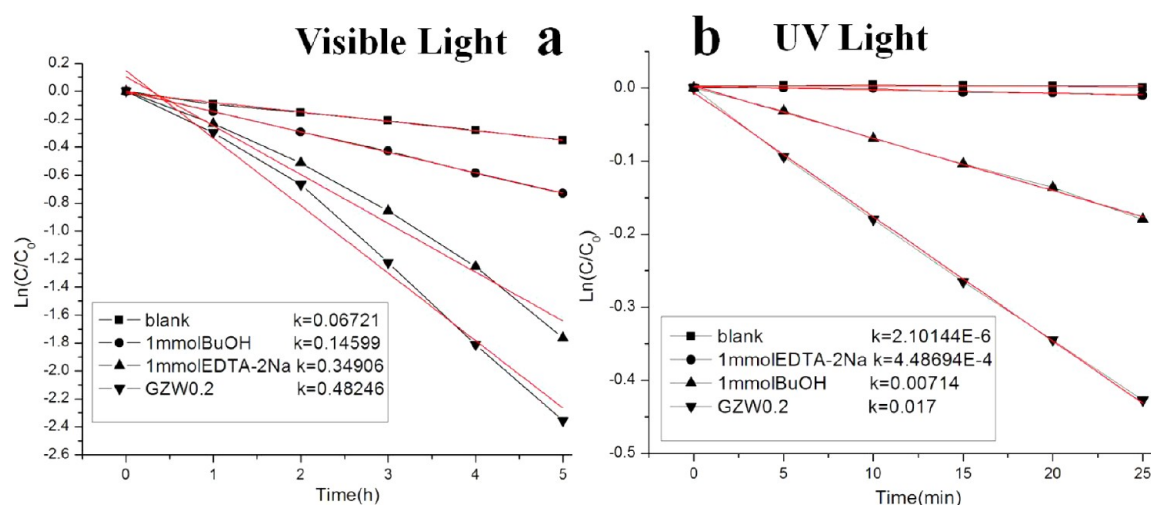 Visible Light a
0.2
0.0
-0.2
-0.4
-0.6
-0.8
-1.0
-1.2
-1.4
-1.6
-1.8
-2.0
-2.2
-2.4
-2.6
Ln(C/C0)
blank k=0.06721
1mmolBuOH k=0.14599
1mmolEDTA-2Na k=0.34906
GZW0.2 k=0.48246
0 1 2 3 4 5
Time(h)
b UV Light
0.0
-0.1
-0.2
-0.3
-0.4
-0.5
Ln(C/C0)
blank k=2.10144E-6
1mmolEDTA-2Na k=4.48694E-4
1mmolBuOH k=0.00714
GZW0.2 k=0.017
0 5 10 15 20 25
Time(min)